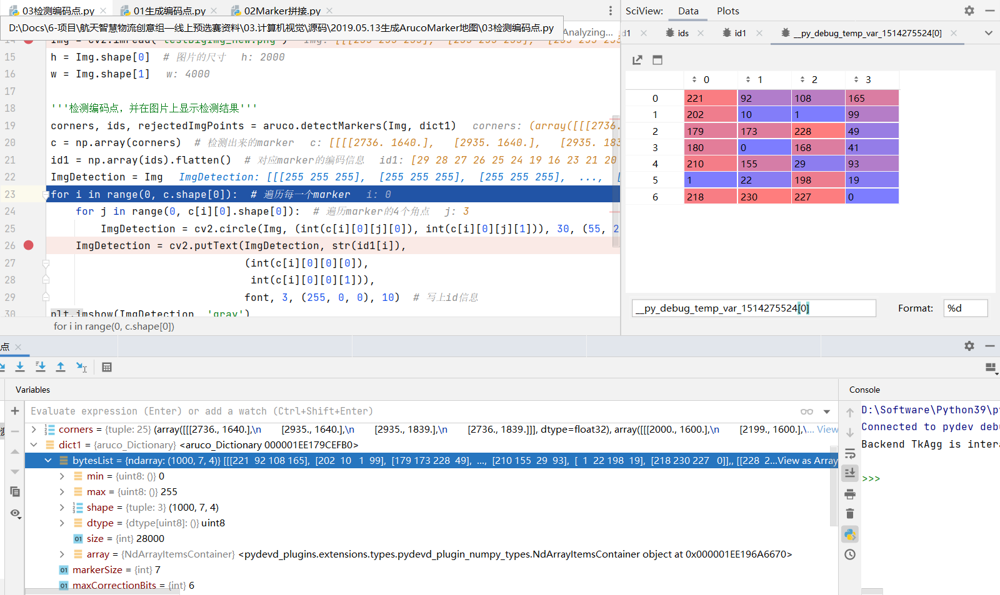 03检测编码点.py
01生成编码点.py
02Marker拼接.py
D:\Docs\6-项目\航天智慧物流创意组—线上预选赛资料\03.计算机视觉\源码\2019.05.13生成ArucoMarker地图\03检测编码点.py
Analyzing...
15 h = Img.shape[0]  # 图片的尺寸  h: 2000
16 w = Img.shape[1]  w: 4000
17
18 '''检测编码点，并在图片上显示检测结果'''
19 corners, ids, rejectedImgPoints = aruco.detectMarkers(Img, dict1)  corners: (array([[[2736.
20 c = np.array(corners)  # 检测出来的marker  c: [[[[2736. 1640.],   [2935. 1640.],   [2935. 183
21 id1 = np.array(ids).flatten()  # 对应marker的编码信息  id1: [29 28 27 26 25 24 19 16 23 21 20
22 ImgDetection = Img  ImgDetection: [[[255 255 255],  [255 255 255],  [255 255 255],  ...,  [
23 for i in range(0, c.shape[0]):  # 遍历每一个marker  i: 0
24 for j in range(0, c[i][0].shape[0]):  # 遍历marker的4个角点  j: 3
25 ImgDetection = cv2.circle(Img, (int(c[i][0][j][0]), int(c[i][0][j][1])), 30, (55, 2
26 ImgDetection = cv2.putText(ImgDetection, str(id1[i]),
27 (int(c[i][0][0][0]),
28 int(c[i][0][0][1])),
29 font, 3, (255, 0, 0), 10)  # 写上id信息
30 plt.imshow(ImgDetection, 'gray')
for i in range(0, c.shape[0])
SciView: Data Plots
d1 ids id1 __py_debug_temp_var_1514275524[0]
0 1 2 3
0 221 92 108 165
1 202 10 1 99
2 179 173 228 49
3 180 0 168 41
4 210 155 29 93
5 1 22 198 19
6 218 230 227 0
__py_debug_temp_var_1514275524[0] Format: %d
点
Variables
Evaluate expression (Enter) or add a watch (Ctrl+Shift+Enter)
corners = {tuple: 25} (array([[[2736., 1640.],\n        [2935., 1640.],\n        [2935., 1839.],\n        [2736., 1839.]]], dtype=float32), array([[[2000., 1600.],\n        [2199., 1600.],\... View
dict1 = {aruco_Dictionary} <aruco_Dictionary 000001EE179CEFB0>
bytesList = {ndarray: (1000, 7, 4)} [[[221  92 108 165],  [202  10   1  99],  [179 173 228  49],  ...,  [210 155  29  93],  [  1  22 198  19],  [218 230 227   0]],, [[228  2...View as Array
min = {uint8: ()} 0
max = {uint8: ()} 255
shape = {tuple: 3} (1000, 7, 4)
dtype = {dtype[uint8]: ()} uint8
size = {int} 28000
array = {NdArrayItemsContainer} <pydevd_plugins.extensions.types.pydevd_plugin_numpy_types.NdArrayItemsContainer object at 0x000001EE196A6670>
markerSize = {int} 7
maxCorrectionBits = {int} 6
Console
D:\Software\Python39\py
Connected to pydev debu
Backend TkAgg is intera
>>>